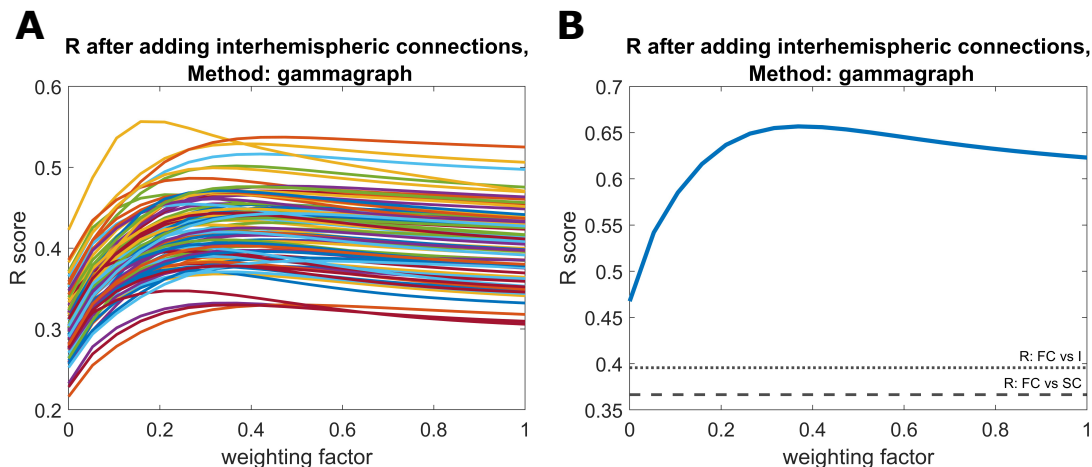 A
R after adding interhemispheric connections,
Method: gammagraph
R score
0.6
0.5
0.4
0.3
0.2
0 0.2 0.4 0.6 0.8 1
weighting factor
B
R after adding interhemispheric connections,
Method: gammagraph
R score
0.7
0.65
0.6
0.55
0.5
0.45
0.4
0.35
R: FC vs I
R: FC vs SC
0 0.2 0.4 0.6 0.8 1
weighting factor